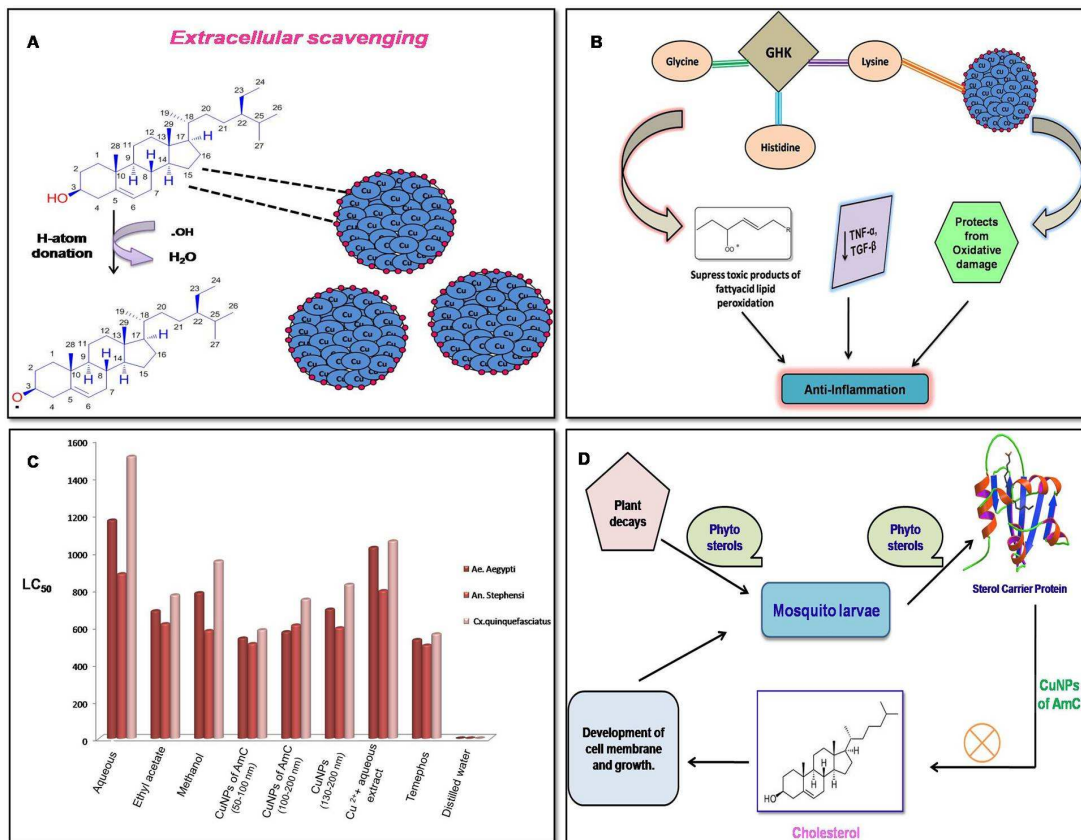 A
Extracellular scavenging
24
23
26
19
18
20
25
22
29
21
12
27
17
H
13
11
28
16
1
H
9
14
2
15
10
8
H
H
3
5
7
HO
4
6
H-atom
donation
.OH
H₂O
24
23
19
18
20
26
25
29
22
21
12
27
17
H
11
13
28
16
1
H
9
14
2
15
10
8
H
H
3
5
7
O
4
6
Cu
B
GHK
Glycine
Lysine
Histidine
Cu
R
OO
Supress toxic products of
fattyacid lipid
peroxidation
TNF-α,
TGF-β
Protects
from
Oxidative
damage
Anti-Inflammation
C
1600
1400
1200
1000
800
600
400
200
0
LC₅₀
Ae. Aegypti
An. Stephensi
Cx.quinquefasciatus
Aqueous
Ethyl acetate
Methanol
CuNPs of AmC
(50-100 nm)
CuNPs of AmC
(100-200 nm)
CuNPs
(130-200 nm)
Cu ²⁺+ aqueous
extract
Temephos
Distilled water
D
Plant
decays
Phyto
sterols
Phyto
sterols
Mosquito larvae
Sterol Carrier Protein
CuNPs
of AmC
Development of
cell membrane
and growth.
H
H
H
HO
Cholesterol